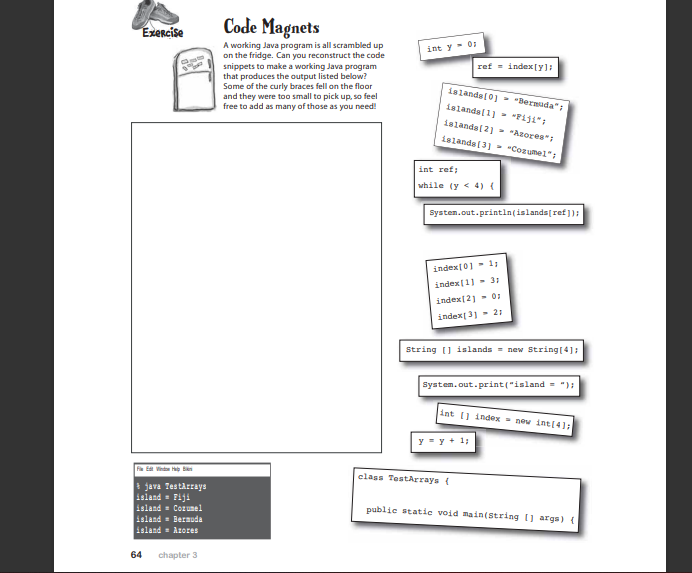 Exercise
Code Magnets
A working Java program is all scrambled up
on the fridge. Can you reconstruct the code
snippets to make a working Java program
that produces the output listed below?
Some of the curly braces fell on the floor
and they were too small to pick up, so feel
free to add as many of those as you need!
int y = 0;
ref = index[y];
islands[0] = “Bermuda”;
islands[1] = “Fiji”;
islands[2] = “Azores”;
islands[3] = “Cozumel”;
int ref;
while (y < 4) {
System.out.println(islands[ref]);
index[0] = 1;
index[1] = 3;
index[2] = 0;
index[3] = 2;
String [] islands = new String[4];
System.out.print(“island = “);
int [] index = new int[4];
y = y + 1;
class TestArrays {
public static void main(String [] args) {
File Edit Window Help Bikini
% java TestArrays
island = Fiji
island = Cozumel
island = Bermuda
island = Azores
64 chapter 3